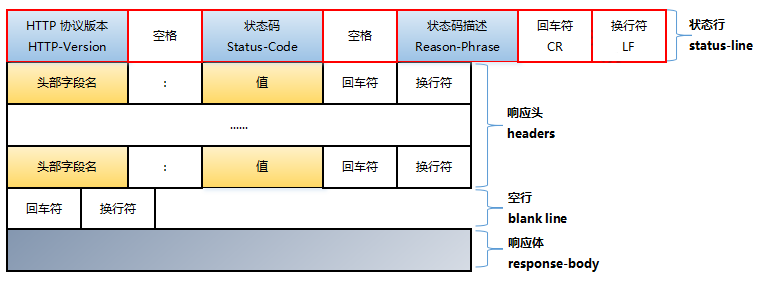 HTTP 协议版本
HTTP-Version
空格
状态码
Status-Code
空格
状态码描述
Reason-Phrase
回车符
CR
换行符
LF
状态行
status-line
头部字段名
:
值
回车符
换行符
......
响应头
headers
头部字段名
:
值
回车符
换行符
回车符
换行符
空行
blank line
响应体
response-body